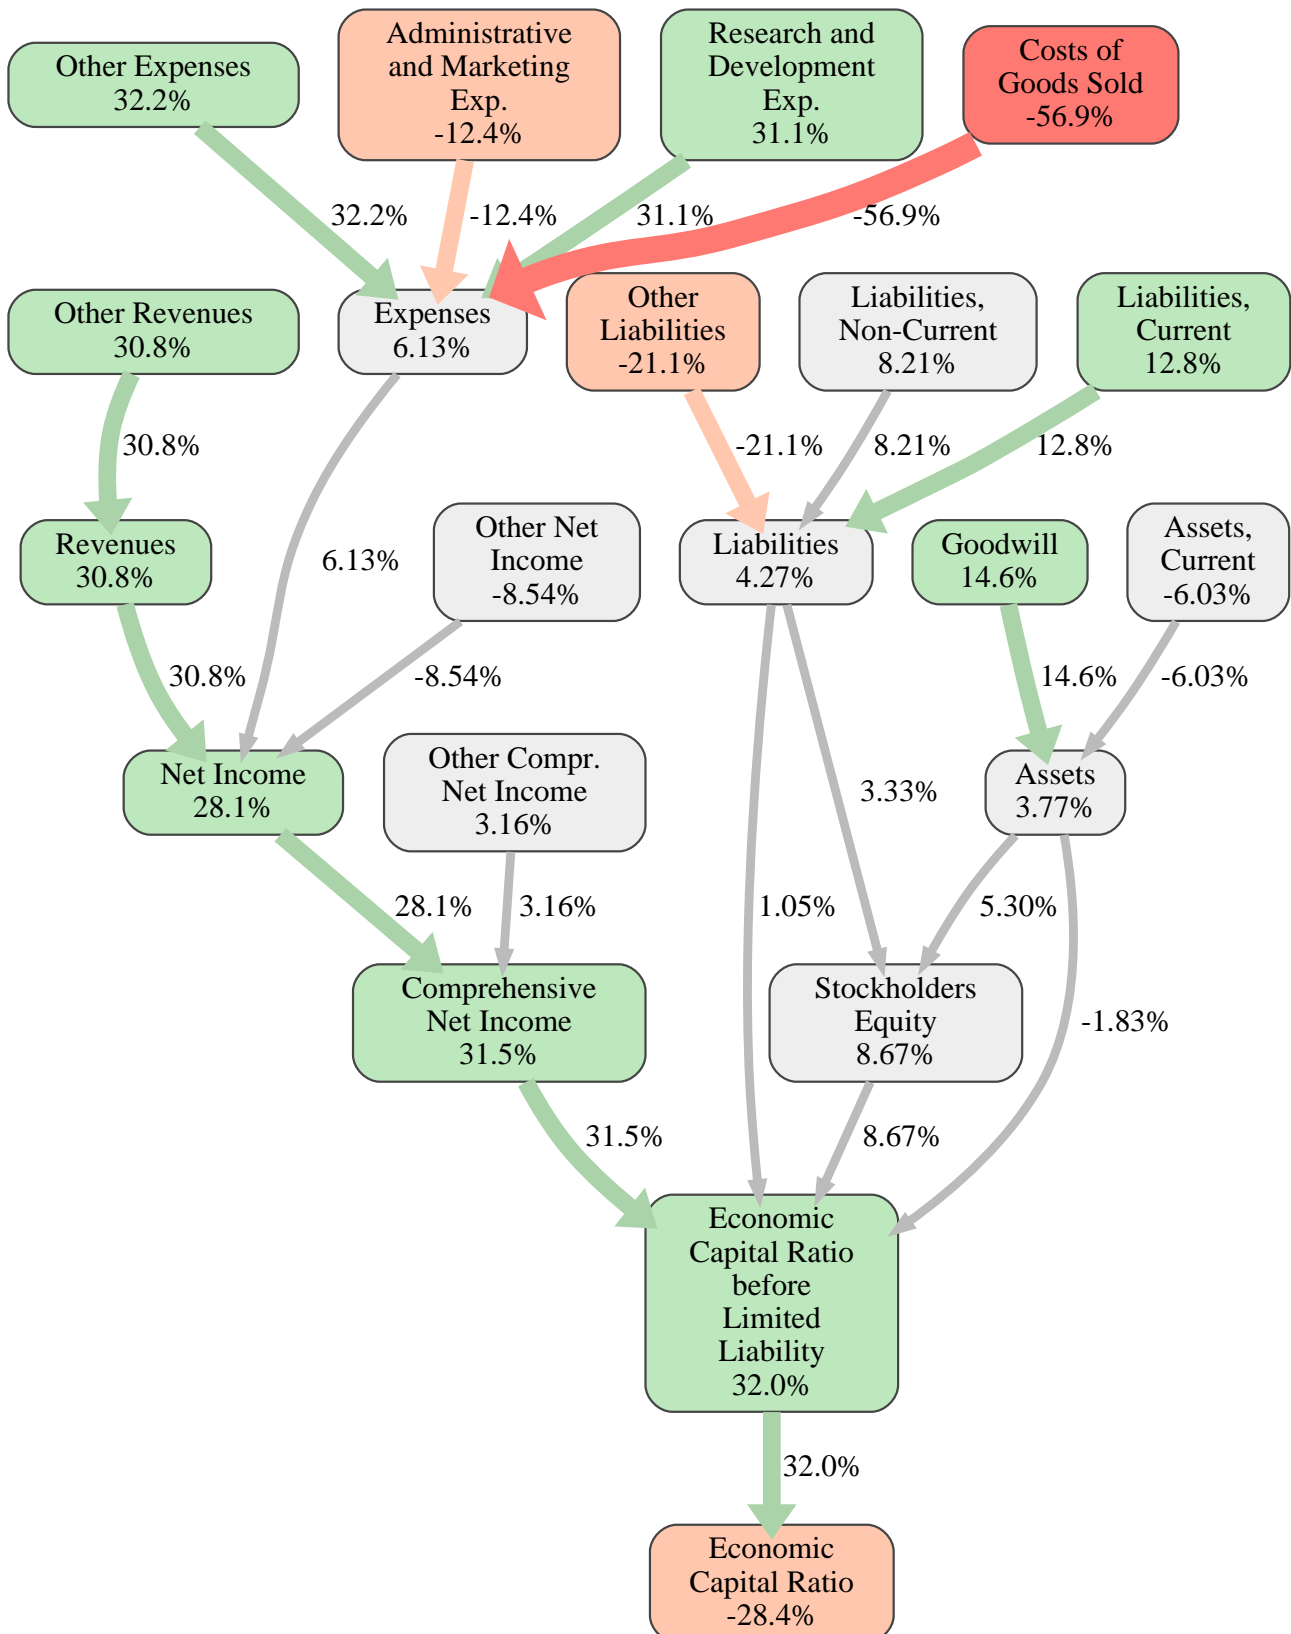 Other Expenses
32.2%
Administrative
and Marketing
Exp.
-12.4%
Research and
Development
Exp.
31.1%
Costs of
Goods Sold
-56.9%
32.2%
-12.4%
31.1%
-56.9%
Other Revenues
30.8%
Expenses
6.13%
Other
Liabilities
-21.1%
Liabilities,
Non-Current
8.21%
Liabilities,
Current
12.8%
30.8%
-21.1%
8.21%
12.8%
Revenues
30.8%
6.13%
Other Net
Income
-8.54%
Liabilities
4.27%
Goodwill
14.6%
Assets,
Current
-6.03%
30.8%
-8.54%
14.6%
-6.03%
Net Income
28.1%
Other Compr.
Net Income
3.16%
3.33%
Assets
3.77%
28.1%
3.16%
1.05%
5.30%
Comprehensive
Net Income
31.5%
Stockholders
Equity
8.67%
-1.83%
31.5%
8.67%
Economic
Capital Ratio
before
Limited
Liability
32.0%
32.0%
Economic
Capital Ratio
-28.4%